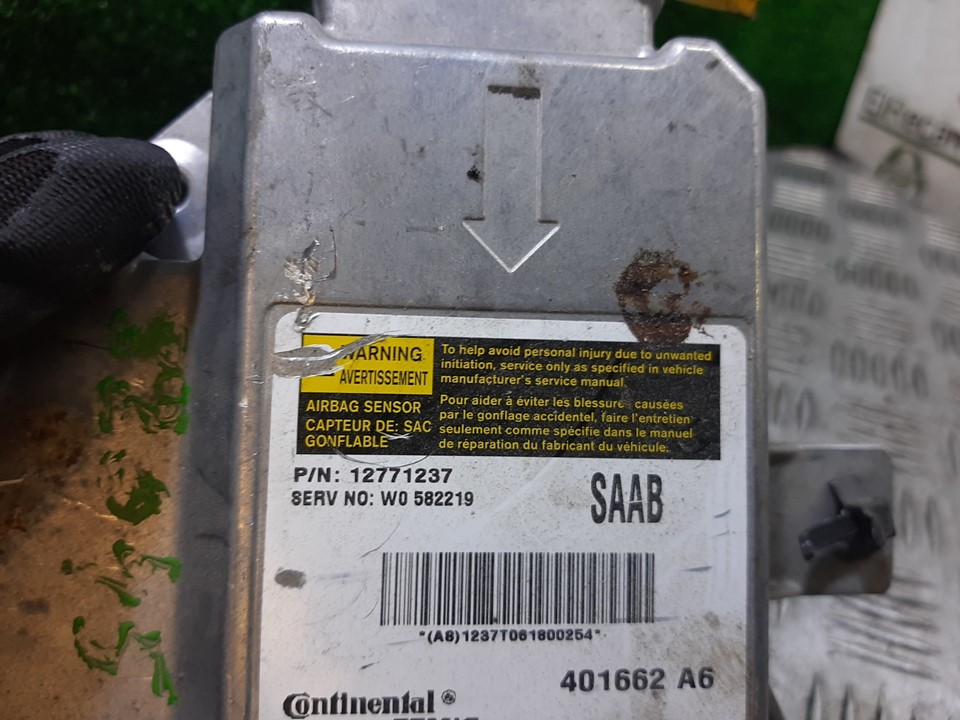 WARNING
AVERTISSEMENT
AIRBAG SENSOR
CAPTEUR DE: SAC
GONFLABLE
To help avoid personal injury due to unwanted
initiation, service only as specified in vehicle
manufacturer's service manual.
Pour aider à éviter les blessure causées
par le gonflage accidentel, faire l'entretien
seulement comme spécifie dans le manuel
de réparation du fabricant du véhicule.
P/N: 12771237
SERV NO: W0 582219
SAAB
*(A8)1237T061800254*
401662 A6
Continental ®